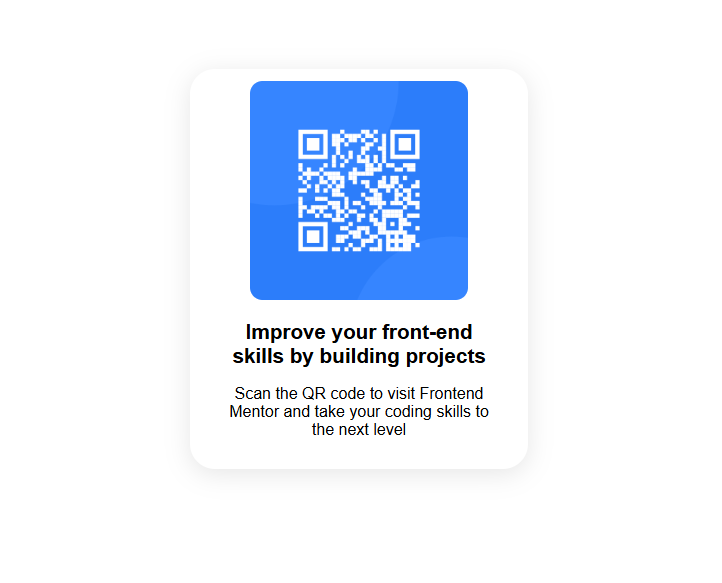 Improve your front-end
skills by building projects
Scan the QR code to visit Frontend
Mentor and take your coding skills to
the next level